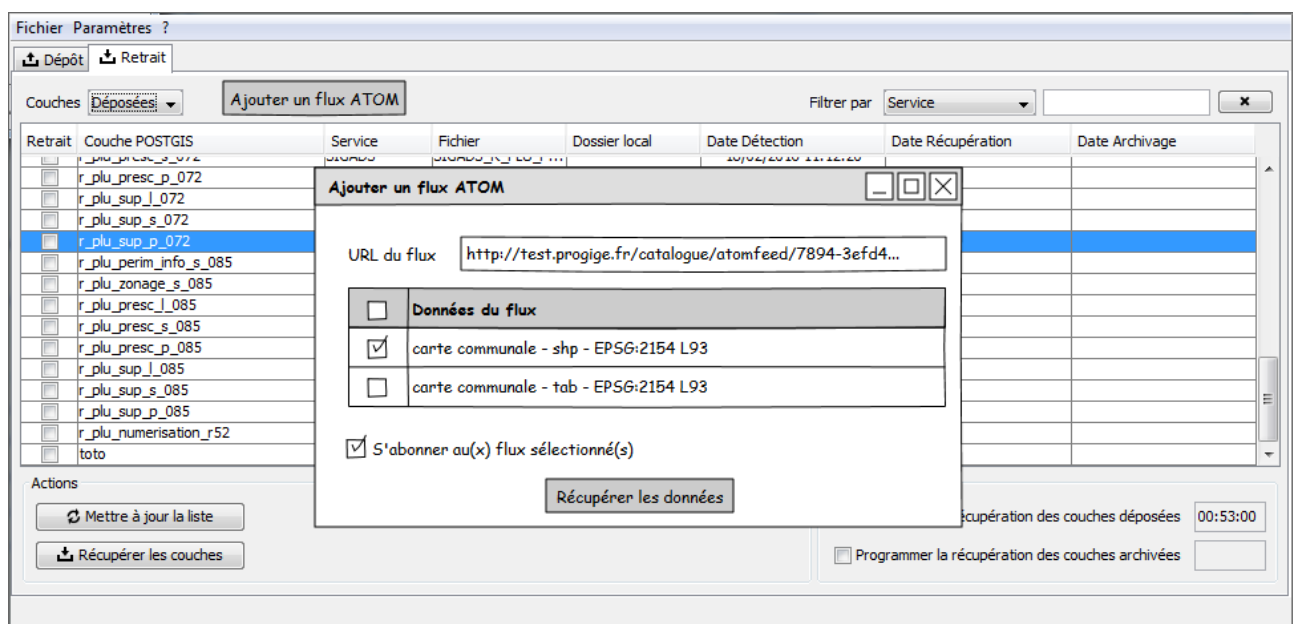 Fichier Paramètres ?
Dépôt Retrait
Couches Déposées Ajouter un flux ATOM Filtrer par Service
Retrait Couche POSTGIS Service Fichier Dossier local Date Détection Date Récupération Date Archivage
r_plu_presc_s_072
r_plu_presc_p_072
r_plu_sup_l_072
r_plu_sup_s_072
r_plu_sup_p_072
r_plu_perim_info_s_085
r_plu_zonage_s_085
r_plu_presc_l_085
r_plu_presc_s_085
r_plu_presc_p_085
r_plu_sup_l_085
r_plu_sup_s_085
r_plu_sup_p_085
r_plu_numerisation_r52
toto
Ajouter un flux ATOM
URL du flux http://test.progige.fr/catalogue/atomfeed/7894-3efd4...
Données du flux
carte communale - shp - EPSG:2154 L93
carte communale - tab - EPSG:2154 L93
S'abonner au(x) flux sélectionné(s)
Récupérer les données
Actions
Mettre à jour la liste
Récupérer les couches
récupération des couches déposées 00:53:00
Programmer la récupération des couches archivées